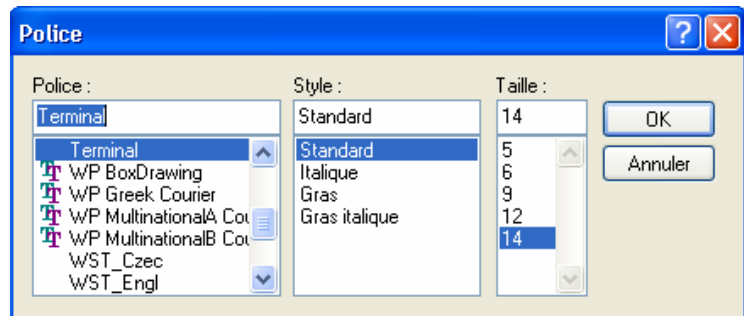 Police
Police :
Style :
Taille :
Terminal
Standard
14
OK
Annuler
Terminal
WP BoxDrawing
WP Greek Courier
WP MultinationalA Cou
WP MultinationalB Cou
WST_Czec
WST_Engl
Standard
Italique
Gras
Gras italique
5
6
9
12
14